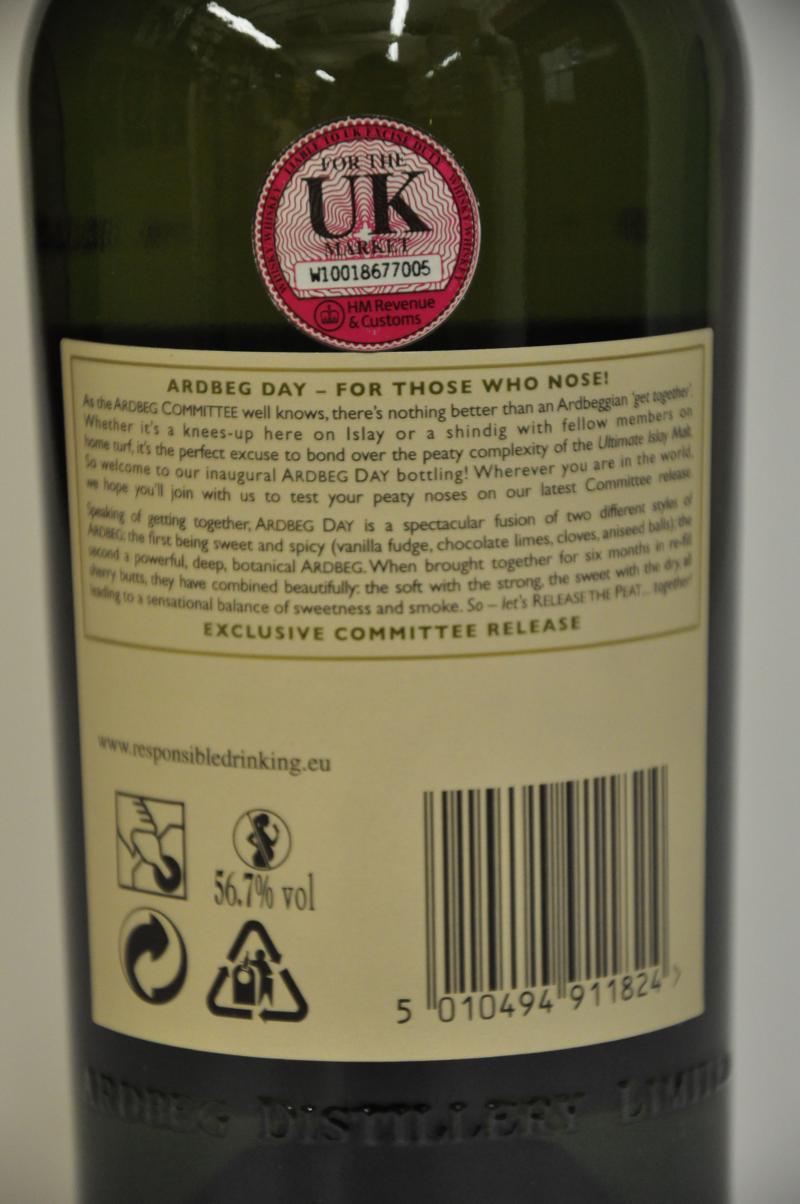 LIABLE TO UK EXCISE DUTY
WHISKY WHISKEY
WHISKY WHISKEY
FOR THE
UK
MARKET
W10018677005
HM Revenue
& Customs
ARDBEG DAY – FOR THOSE WHO NOSE!
As the ARDBEG COMMITTEE well knows, there's nothing better than an Ardbeggian 'get together'.
Whether it's a knees-up here on Islay or a shindig with fellow members on
home turf, it's the perfect excuse to bond over the peaty complexity of the Ultimate Islay Malt.
So welcome to our inaugural ARDBEG DAY bottling! Wherever you are in the world,
we hope you'll join with us to test your peaty noses on our latest Committee release.
Speaking of getting together, ARDBEG DAY is a spectacular fusion of two different styles of
ARDBEG: the first being sweet and spicy (vanilla fudge, chocolate limes, cloves, aniseed balls); the
second a powerful, deep, botanical ARDBEG. When brought together for six months in re-fill
sherry butts, they have combined beautifully: the soft with the strong, the sweet with the dry, all
leading to a sensational balance of sweetness and smoke. So – let's RELEASE THE PEAT... together!
EXCLUSIVE COMMITTEE RELEASE
www.responsibledrinking.eu
56.7% vol
5 010494 911824 >
ARDBEG DISTILLERY LIMITED